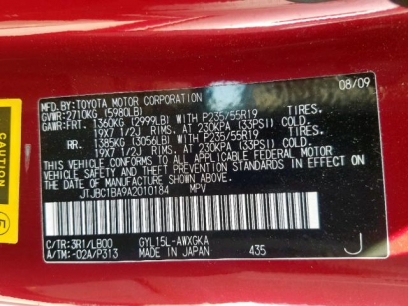 MFD.BY:TOYOTA MOTOR CORPORATION 08/09
GVWR:2710KG (5980LB)
GAWR:FRT. 1360KG (2999LB) WITH P235/55R19 TIRES,
19X7 1/2J RIMS, AT 230KPA (33PSI) COLD.
RR. 1385KG (3056LB) WITH P235/55R19 TIRES,
19X7 1/2J RIMS, AT 230KPA (33PSI) COLD.
THIS VEHICLE CONFORMS TO ALL APPLICABLE FEDERAL MOTOR
VEHICLE SAFETY AND THEFT PREVENTION STANDARDS IN
EFFECT ON THE DATE OF MANUFACTURE SHOWN ABOVE.
JTJBC1BA9A2010184 MPV
C/TR:3R1/LB00 GYL15L-AWXGKA
A/TM:-02A/P313 MADE IN JAPAN 435 J
CAUTION